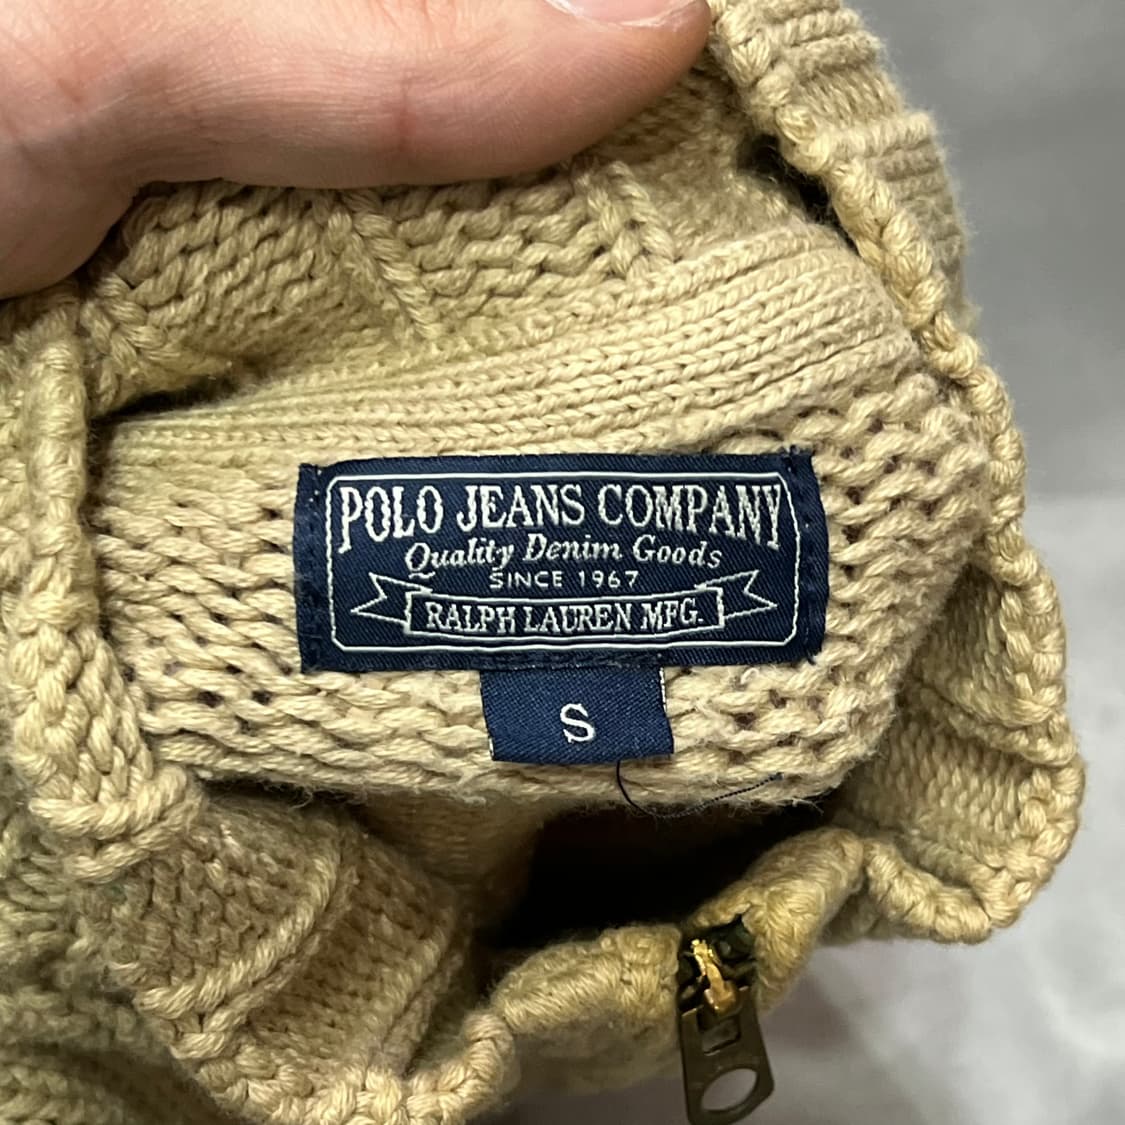 POLO JEANS COMPANY
Quality Denim Goods
SINCE 1967
RALPH LAUREN MFG.
S